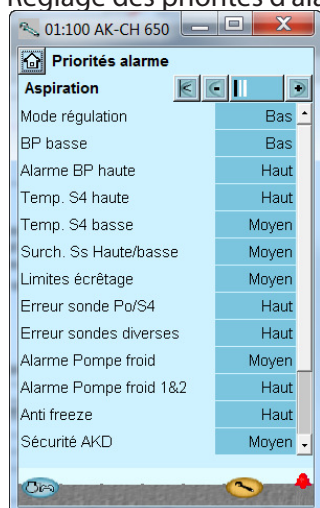 Réglage des priorités d'ala
01:100 AK-CH 650
Priorités alarme
Aspiration
Mode régulation Bas
BP basse Bas
Alarme BP haute Haut
Temp. S4 haute Haut
Temp. S4 basse Moyen
Surch. Ss Haute/basse Moyen
Limites écrêtage Moyen
Erreur sonde Po/S4 Haut
Erreur sondes diverses Haut
Alarme Pompe froid Moyen
Alarme Pompe froid 1&2 Haut
Anti freeze Haut
Sécurité AKD Moyen